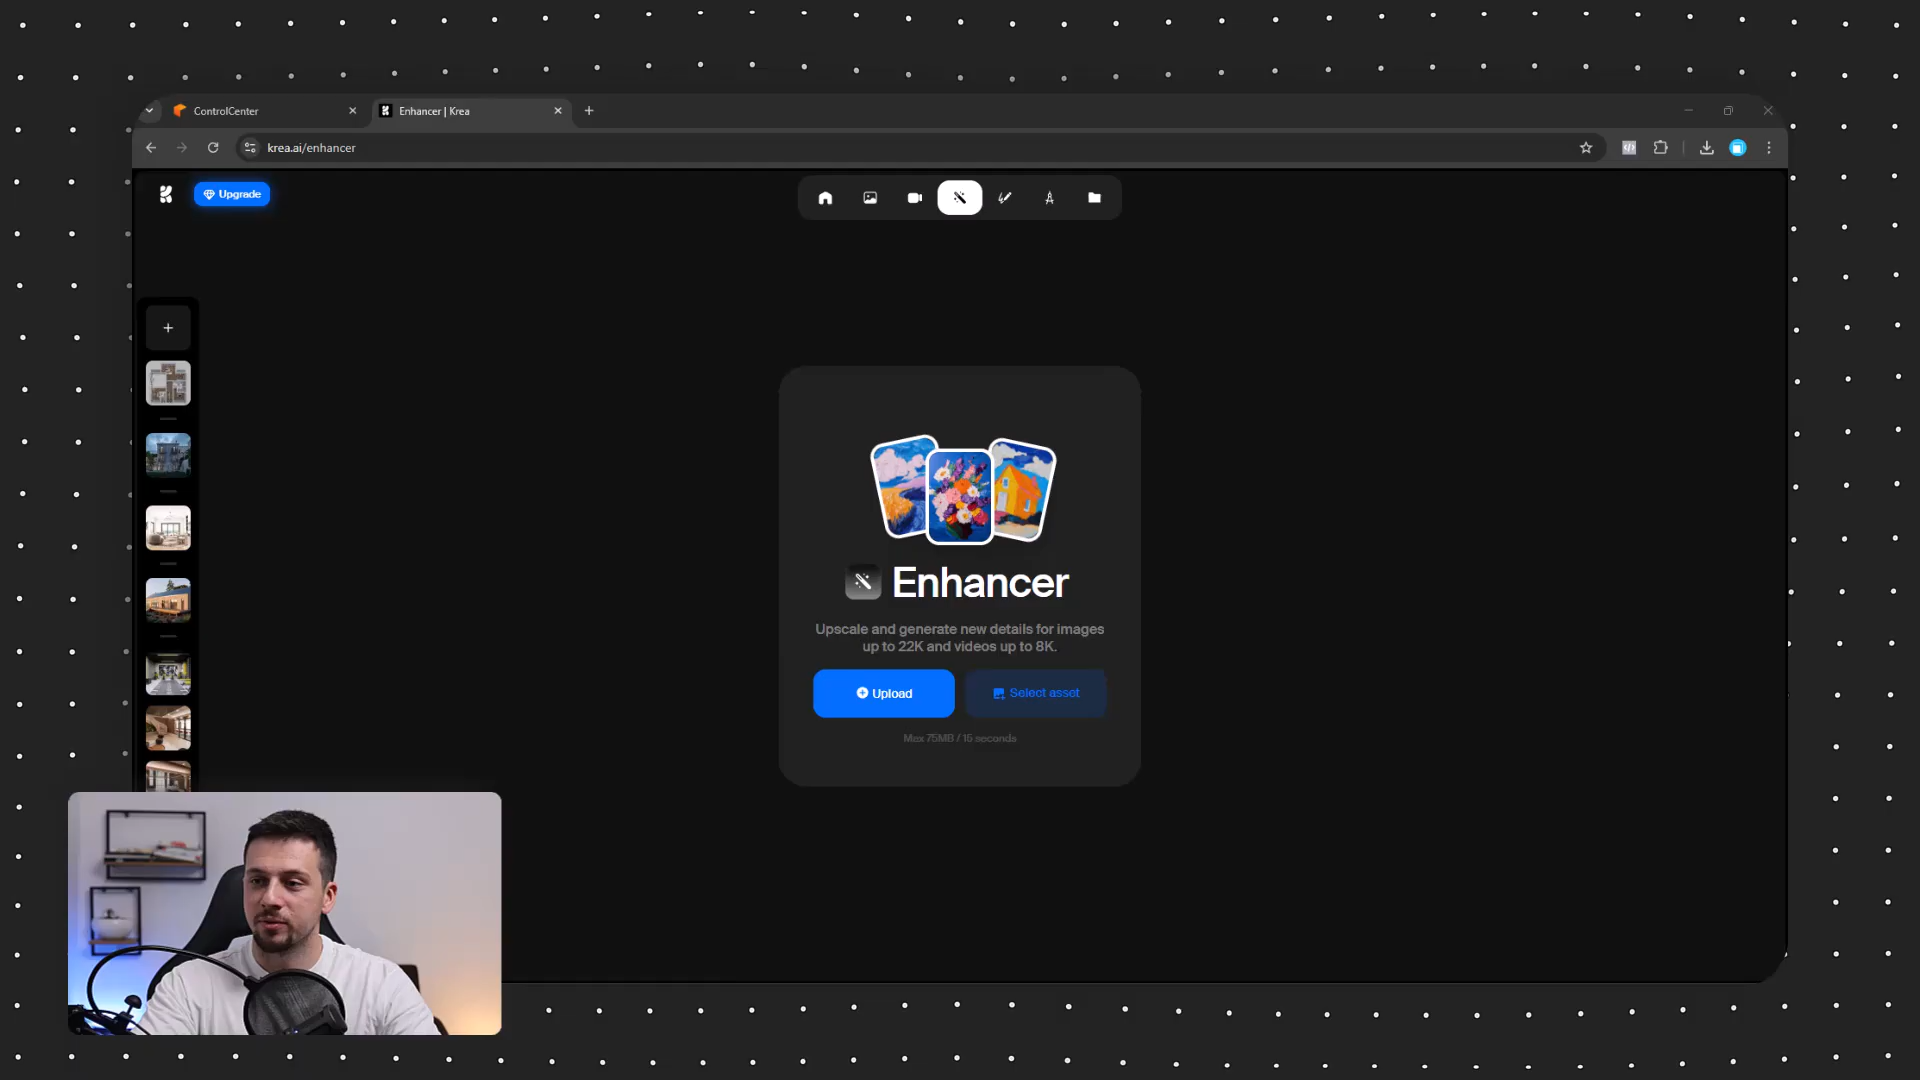 ControlCenter
Enhancer | Krea
krea.ai/enhancer
Upgrade
Enhancer
Upscale and generate new details for images
up to 22K and videos up to 8K.
Upload
Select asset
Max 75MB / 15 seconds